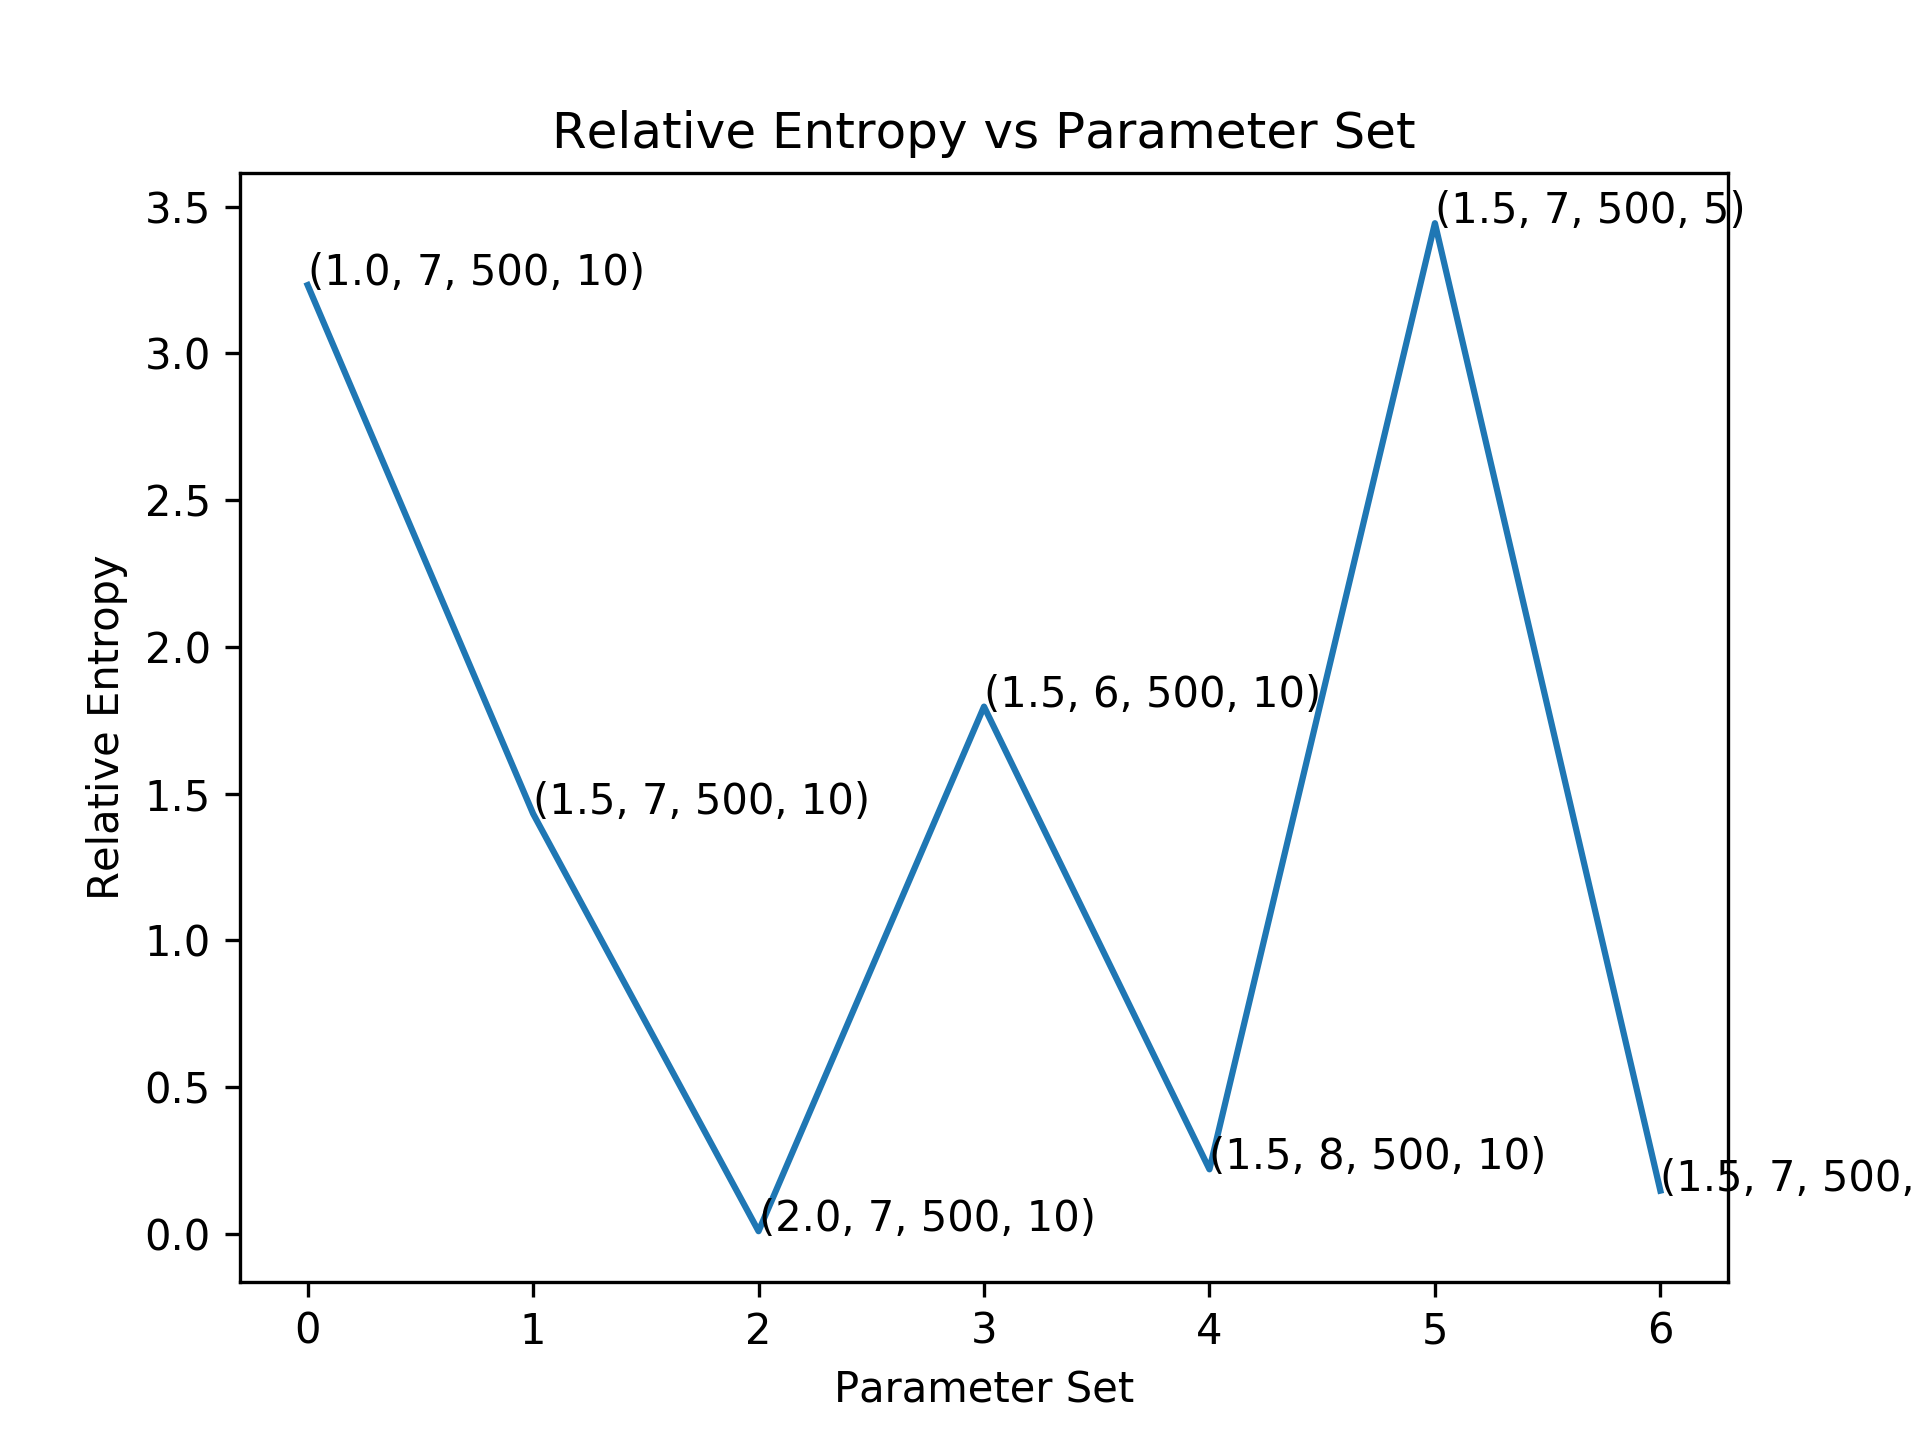 Relative Entropy vs Parameter Set
3.5
3.0
2.5
2.0
1.5
1.0
0.5
0.0
Relative Entropy
(1.0, 7, 500, 10)
(1.5, 7, 500, 10)
(2.0, 7, 500, 10)
(1.5, 6, 500, 10)
(1.5, 8, 500, 10)
(1.5, 7, 500, 5)
(1.5, 7, 500,
0 1 2 3 4 5 6
Parameter Set